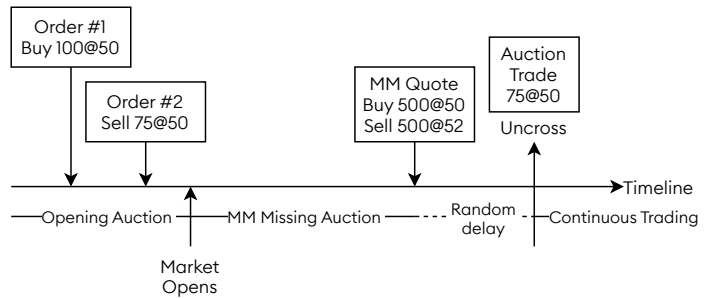 Order #1
Buy 100@50
Order #2
Sell 75@50
MM Quote
Buy 500@50
Sell 500@52
Auction
Trade
75@50
Uncross
Timeline
Opening Auction
MM Missing Auction
Random
delay
Continuous Trading
Market
Opens